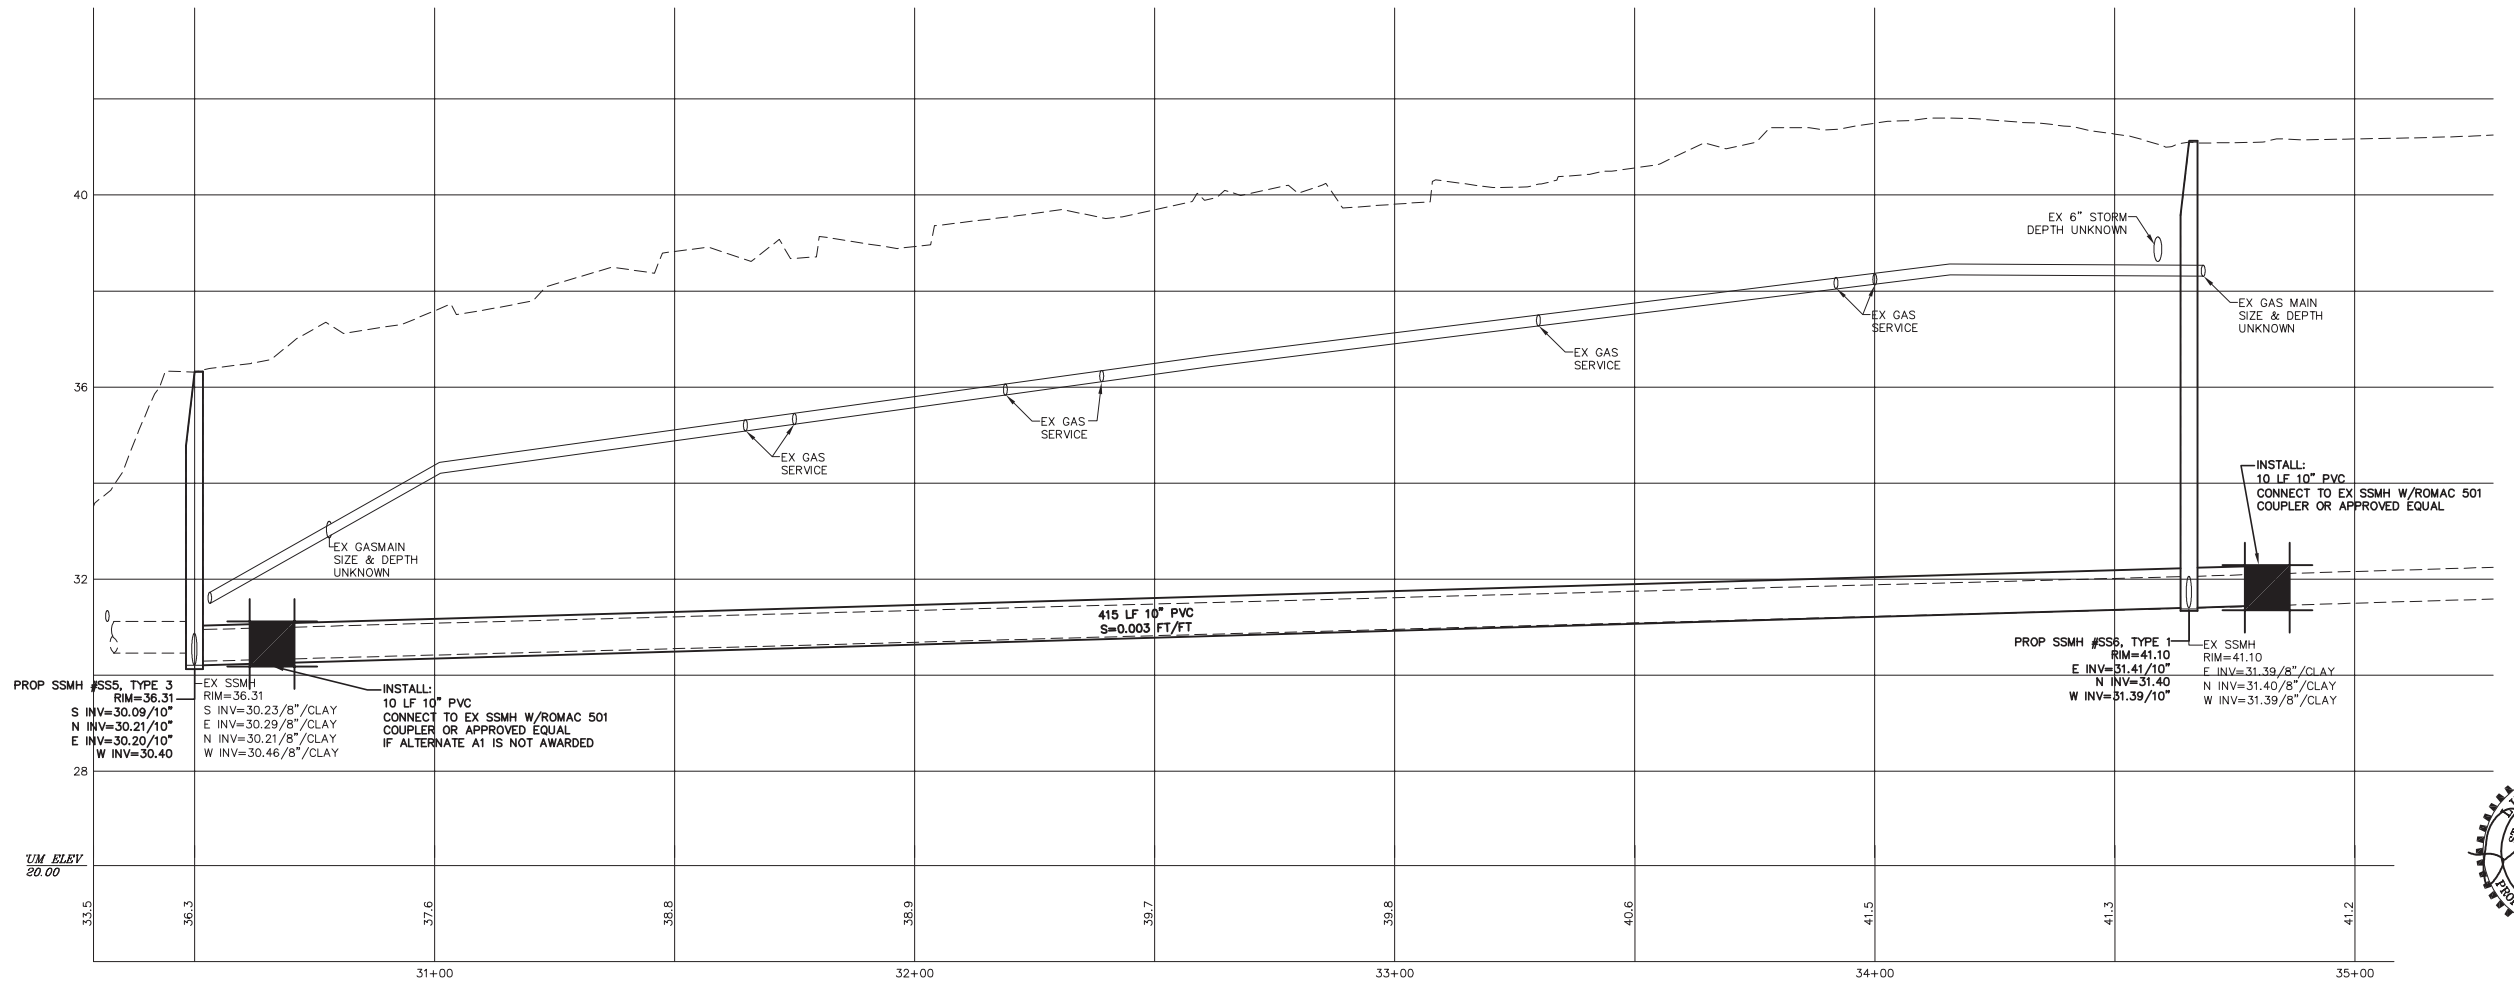 40
36
32
28
'UM ELEV
20.00
EX 6" STORM
DEPTH UNKNOWN
EX GAS MAIN
SIZE & DEPTH
UNKNOWN
EX GAS
SERVICE
EX GAS
SERVICE
EX GAS
SERVICE
EX GAS
SERVICE
EX GASMAIN
SIZE & DEPTH
UNKNOWN
INSTALL:
10 LF 10" PVC
CONNECT TO EX SSMH W/ROMAC 501
COUPLER OR APPROVED EQUAL
415 LF 10" PVC
S=0.003 FT/FT
PROP SSMH #SS5, TYPE 3
RIM=36.31
S INV=30.09/10"
N INV=30.21/10"
E INV=30.20/10"
W INV=30.40
EX SSMH
RIM=36.31
S INV=30.23/8"/CLAY
E INV=30.29/8"/CLAY
N INV=30.21/8"/CLAY
W INV=30.46/8"/CLAY
INSTALL:
10 LF 10" PVC
CONNECT TO EX SSMH W/ROMAC 501
COUPLER OR APPROVED EQUAL
IF ALTERNATE A1 IS NOT AWARDED
PROP SSMH #SS6, TYPE 1
RIM=41.10
E INV=31.41/10"
N INV=31.40
W INV=31.39/10"
EX SSMH
RIM=41.10
E INV=31.39/8"/CLAY
N INV=31.40/8"/CLAY
W INV=31.39/8"/CLAY
33.5
36.3
37.6
38.8
38.9
39.7
39.8
40.6
41.5
41.3
41.2
31+00
32+00
33+00
34+00
35+00